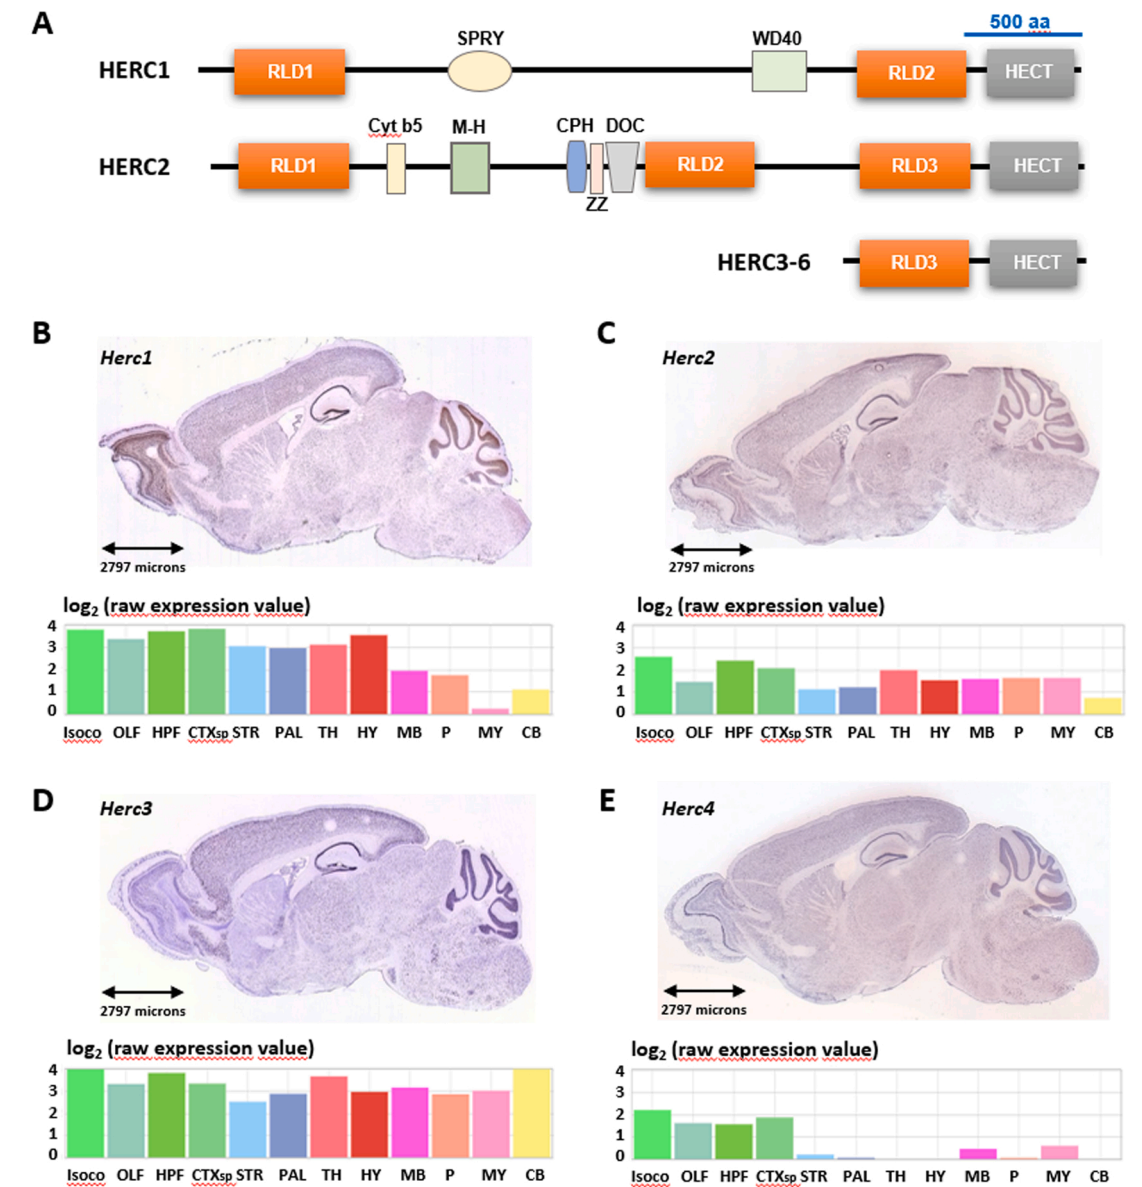 A
500 aa
SPRY
WD40
HERC1
RLD1
RLD2
HECT
Cyt b5
M-H
CPH
DOC
HERC2
RLD1
RLD2
RLD3
HECT
ZZ
HERC3-6
RLD3
HECT
B
Herc1
2797 microns
log₂ (raw expression value)
4
3
2
1
0
Isoco OLF HPF CTXsp STR PAL TH HY MB P MY CB
C
Herc2
2797 microns
log₂ (raw expression value)
4
3
2
1
0
Isoco OLF HPF CTXsp STR PAL TH HY MB P MY CB
D
Herc3
2797 microns
log₂ (raw expression value)
4
3
2
1
0
Isoco OLF HPF CTXsp STR PAL TH HY MB P MY CB
E
Herc4
2797 microns
log₂ (raw expression value)
4
3
2
1
0
Isoco OLF HPF CTXsp STR PAL TH HY MB P MY CB